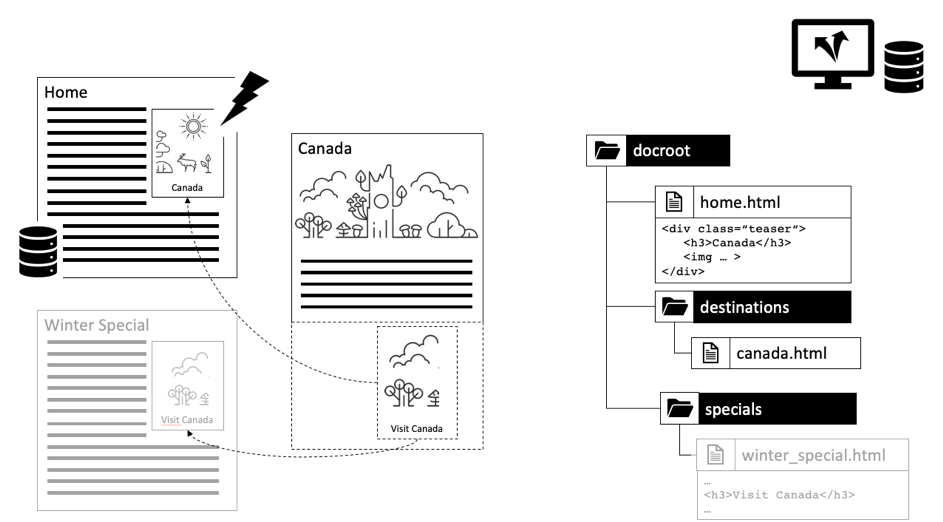 Home
Canada
Winter Special
Visit Canada
Canada
Visit Canada
docroot
home.html
<div class=“teaser“>
<h3>Canada</h3>
<img … >
</div>
destinations
canada.html
specials
winter_special.html
…
<h3>Visit Canada</h3>
…